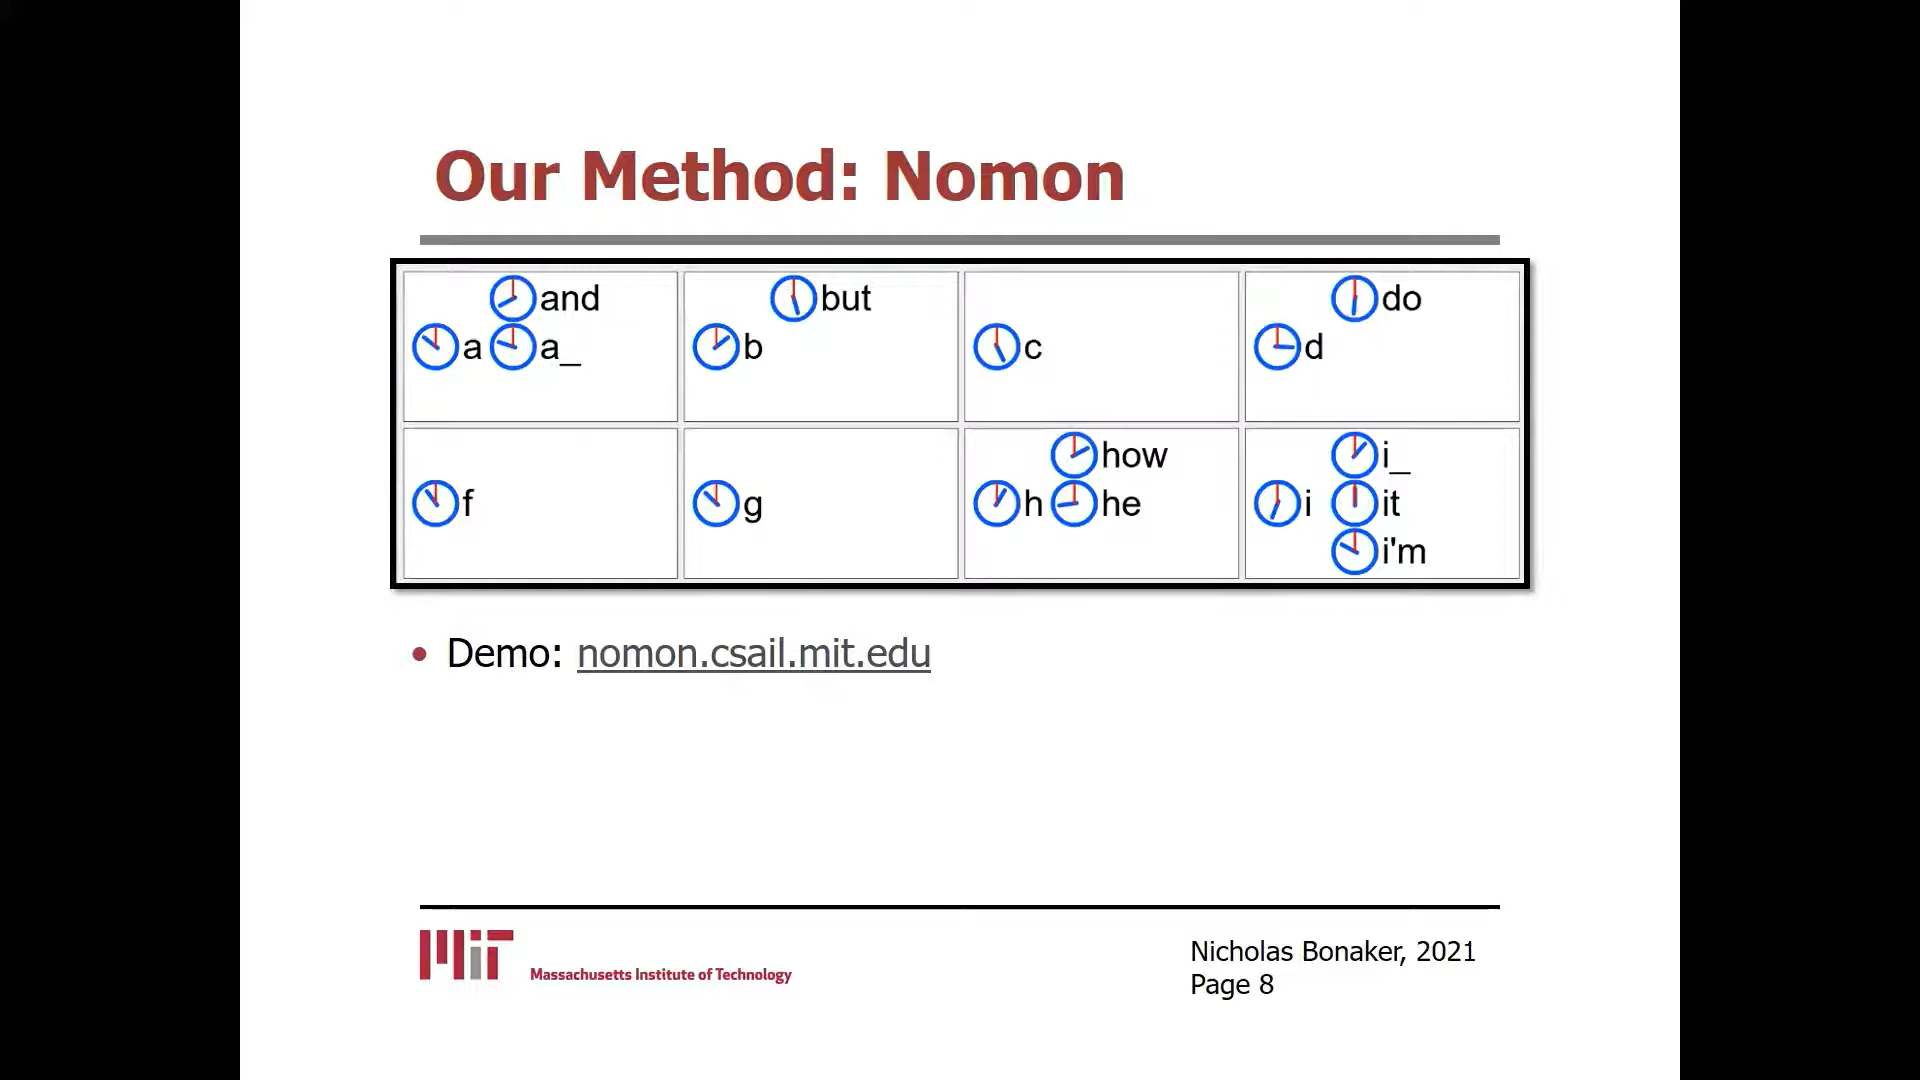 Our Method: Nomon
and
a a_
but
b
c
do
d
f
g
how
h he
i_
i it
i'm
• Demo: nomon.csail.mit.edu
MIT Massachusetts Institute of Technology
Nicholas Bonaker, 2021
Page 8